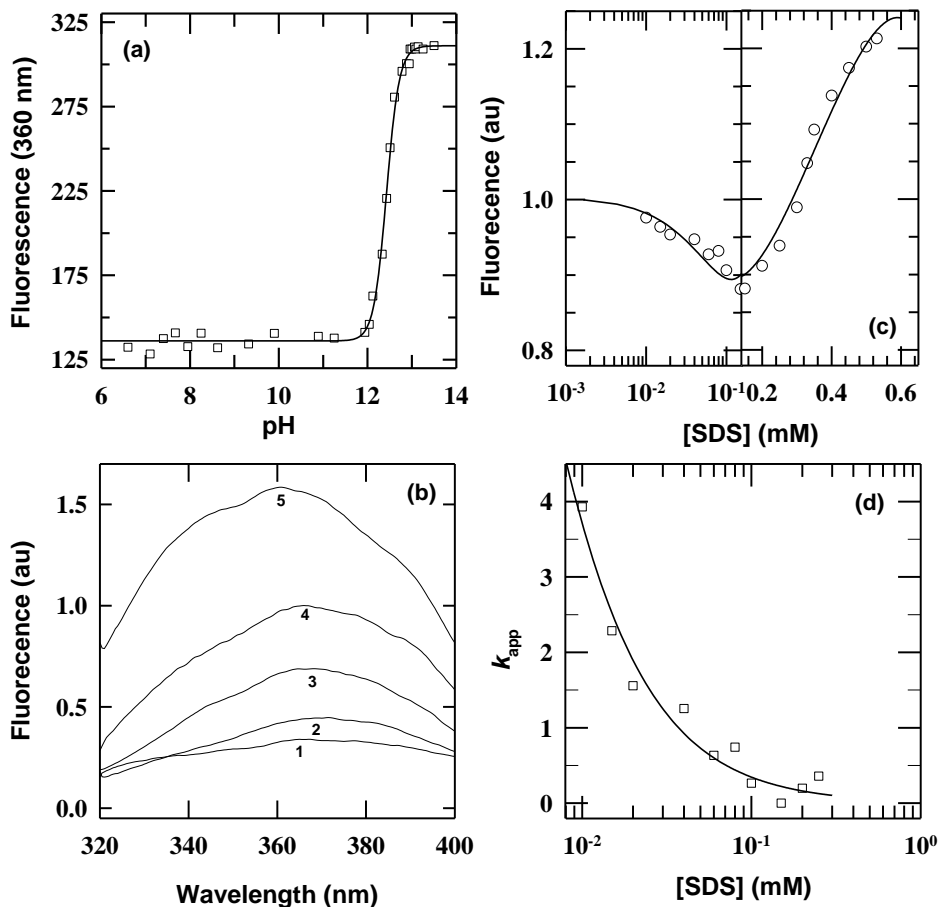 (a)
Fluorescence (360 nm)
325
275
225
175
125
6 8 10 12 14
pH
(c)
Fluorecence (au)
1.2
1.0
0.8
10-3 10-2 10-1 0.2 0.4 0.6
[SDS] (mM)
(b)
Fluorecence (au)
1.5
1.0
0.5
0.0
5
4
3
2
1
320 340 360 380 400
Wavelength (nm)
(d)
kapp
4
3
2
1
0
10-2 10-1 100
[SDS] (mM)